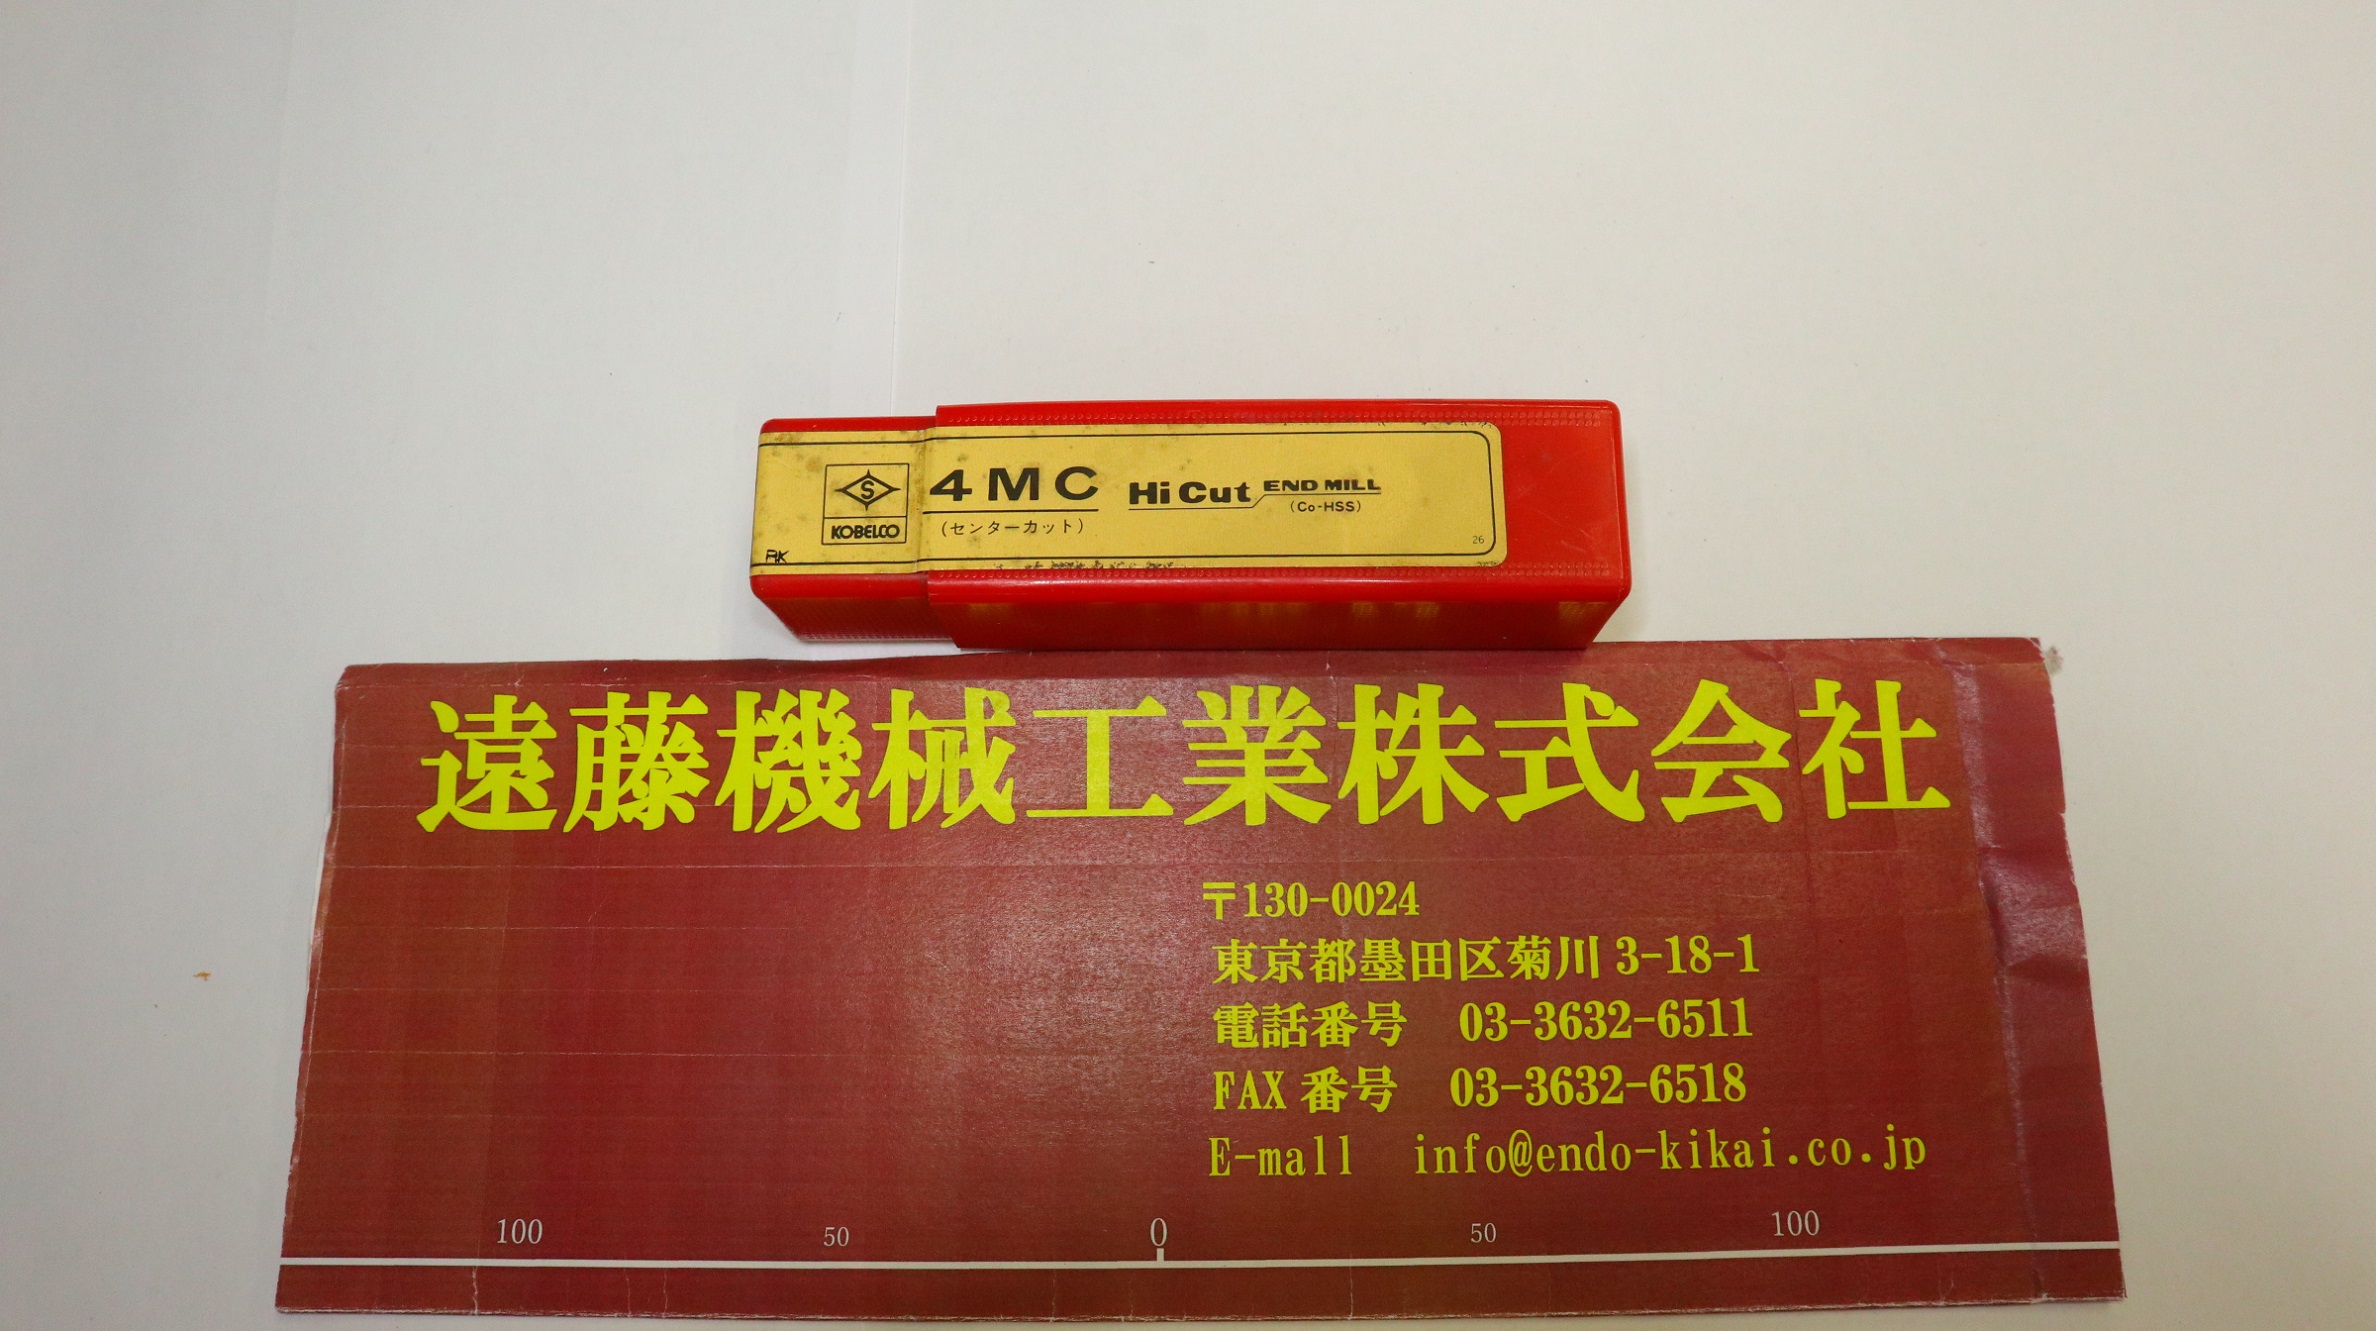 S
KOBELCO
4MC
(センターカット)
Hi Cut END MILL
(Co-HSS)
26
遠藤機械工業株式会社
〒130-0024
東京都墨田区菊川 3-18-1
電話番号 03-3632-6511
FAX 番号 03-3632-6518
E-mall info@endo-kikai.co.jp
100 50 0 50 100